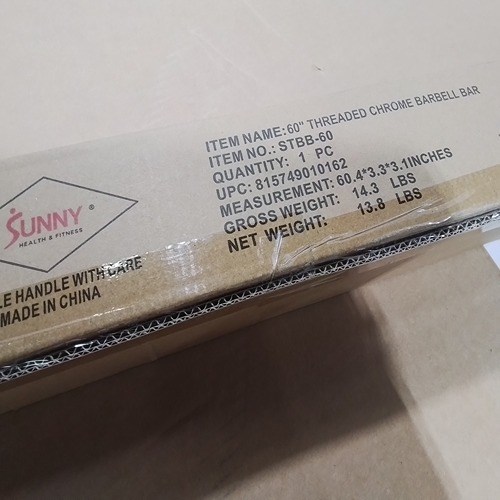 ITEM NAME:60" THREADED CHROME BARBELL BAR
ITEM NO.: STBB-60
QUANTITY: 1 PC
UPC: 815749010162
MEASUREMENT: 60.4*3.3*3.1INCHES
GROSS WEIGHT: 14.3 LBS
NET WEIGHT: 13.8 LBS
SUNNY ®
HEALTH & FITNESS
LE HANDLE WITH CARE
MADE IN CHINA